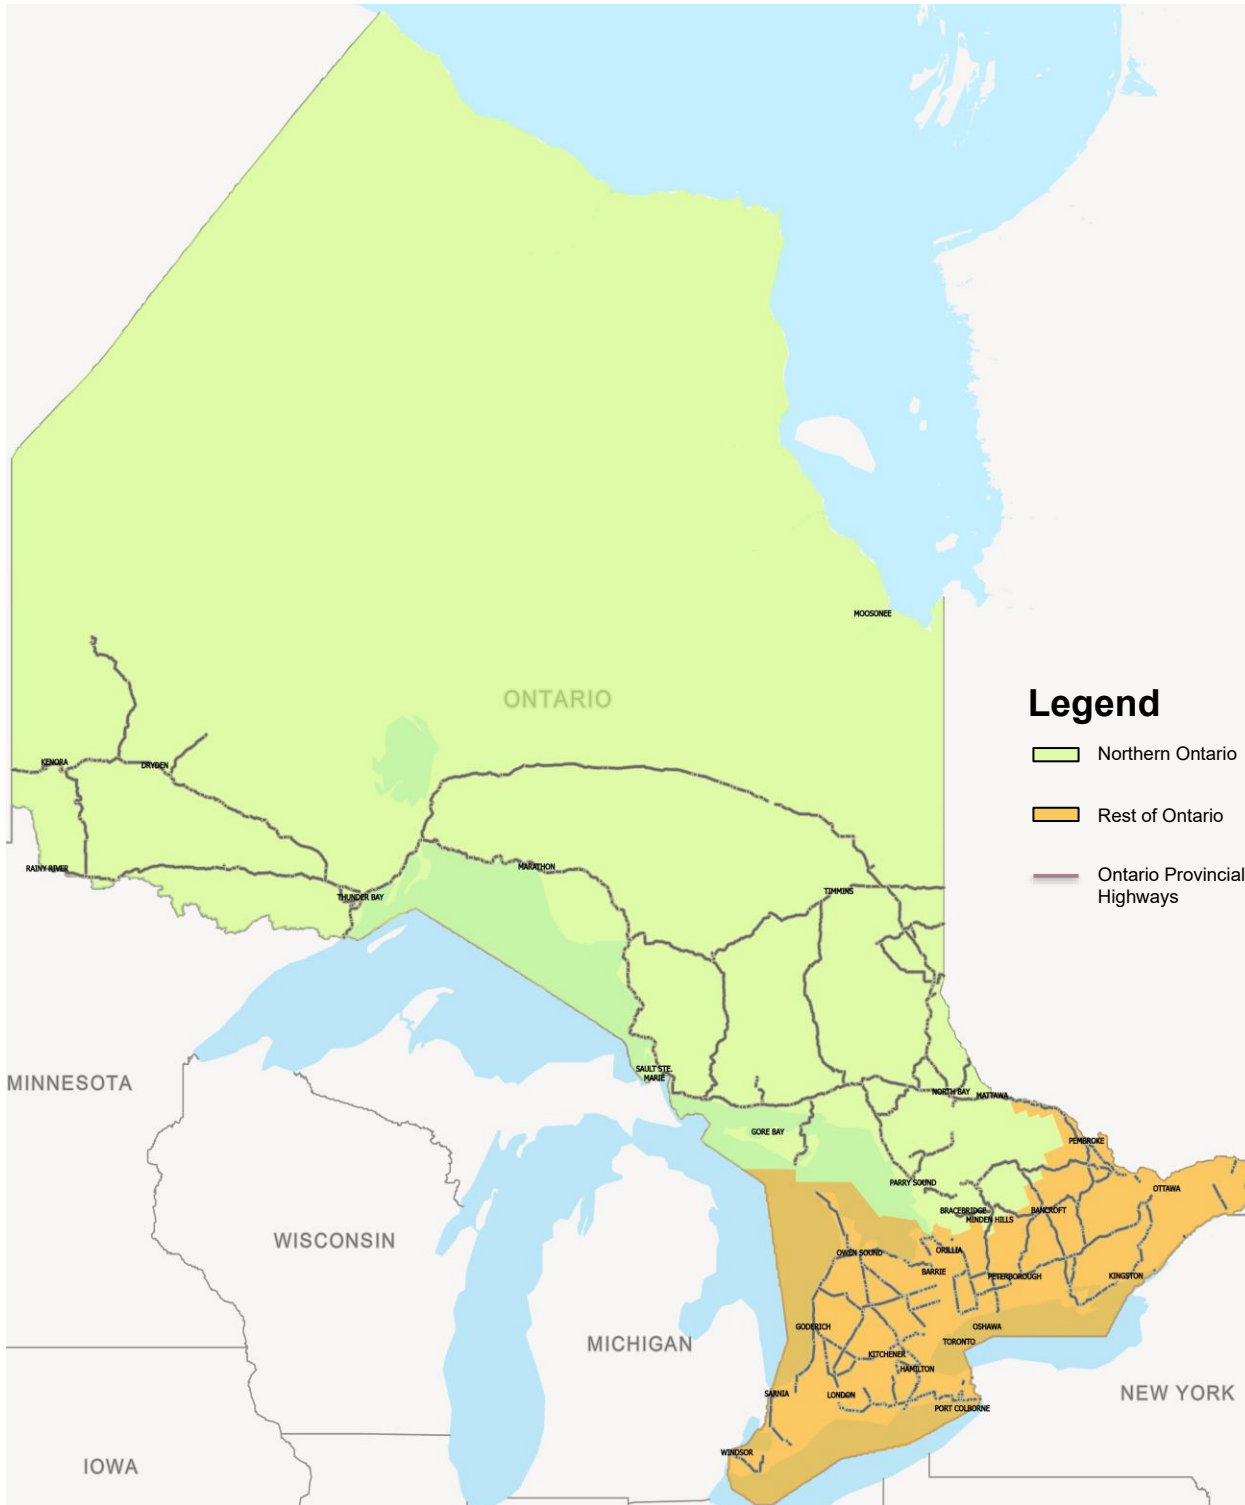 MOOSONEE
ONTARIO
Legend
Northern Ontario
Rest of Ontario
Ontario Provincial
Highways
KENORA
DRYDEN
RAINY RIVER
MARATHON
THUNDER BAY
TIMMINS
SAULT STE.
MARIE
MINNESOTA
NORTH BAY
MATTAWA
GORE BAY
PEMBROKE
PARRY SOUND
OTTAWA
BRACEBRIDGE
MINDEN HILLS
BANCROFT
WISCONSIN
OWEN SOUND
ORILLIA
BARRIE
PETERBOROUGH
KINGSTON
GODERICH
OSHAWA
TORONTO
MICHIGAN
KITCHENER
HAMILTON
SARNIA
LONDON
NEW YORK
PORT COLBORNE
WINDSOR
IOWA